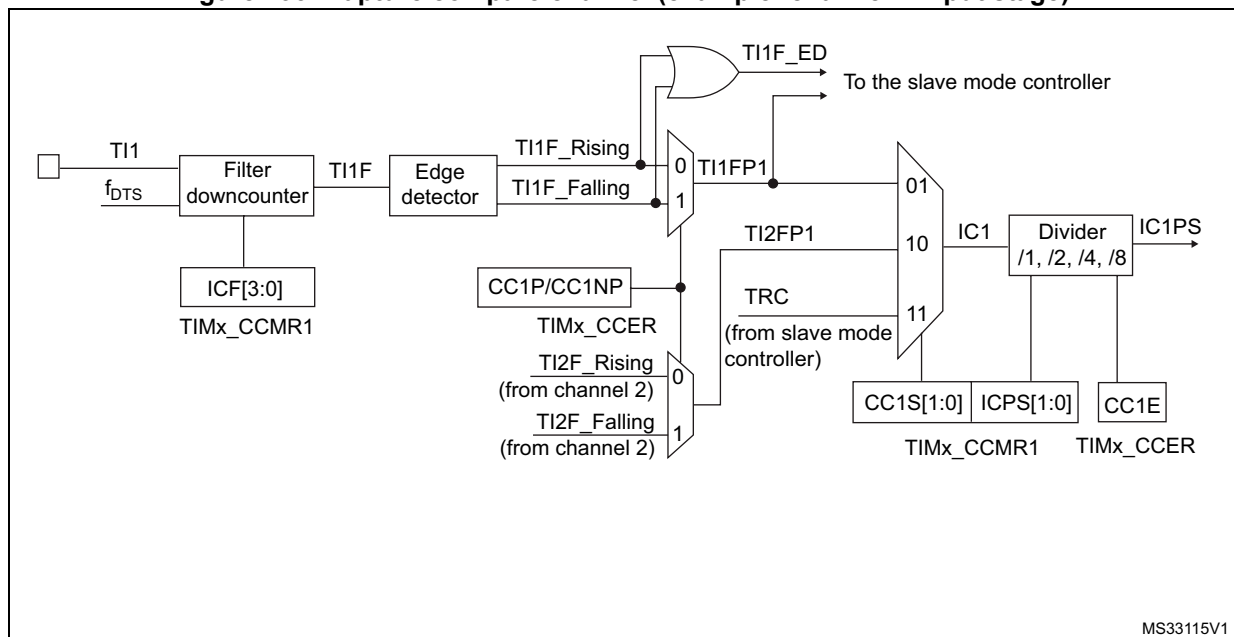 TI1F_ED
To the slave mode controller
TI1
f_DTS
Filter
downcounter
TI1F
Edge
detector
TI1F_Rising
TI1F_Falling
0
1
TI1FP1
01
10
11
TI2FP1
TRC
(from slave mode
controller)
IC1
Divider
/1, /2, /4, /8
IC1PS
ICF[3:0]
TIMx_CCMR1
CC1P/CC1NP
TIMx_CCER
TI2F_Rising
(from channel 2)
TI2F_Falling
(from channel 2)
0
1
CC1S[1:0]
ICPS[1:0]
TIMx_CCMR1
CC1E
TIMx_CCER
MS33115V1